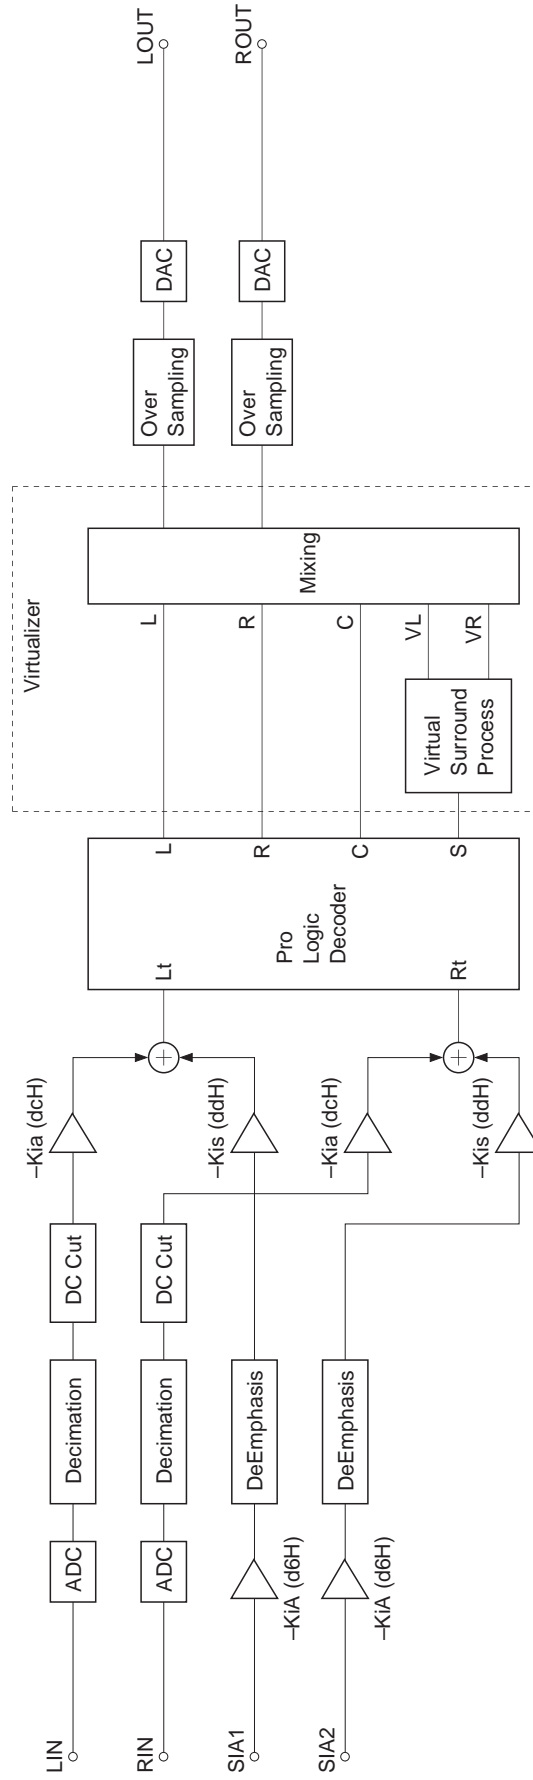 LIN
ADC
Decimation
DC Cut
–Kia (dcH)
RIN
ADC
Decimation
DC Cut
–Kis (ddH)
SIA1
–KiA (d6H)
DeEmphasis
–Kia (dcH)
SIA2
–KiA (d6H)
DeEmphasis
–Kis (ddH)
Lt
Rt
Pro
Logic
Decoder
L
R
C
S
Virtualizer
Virtual
Surround
Process
L
R
C
VL
VR
Mixing
Over
Sampling
DAC
LOUT
Over
Sampling
DAC
ROUT